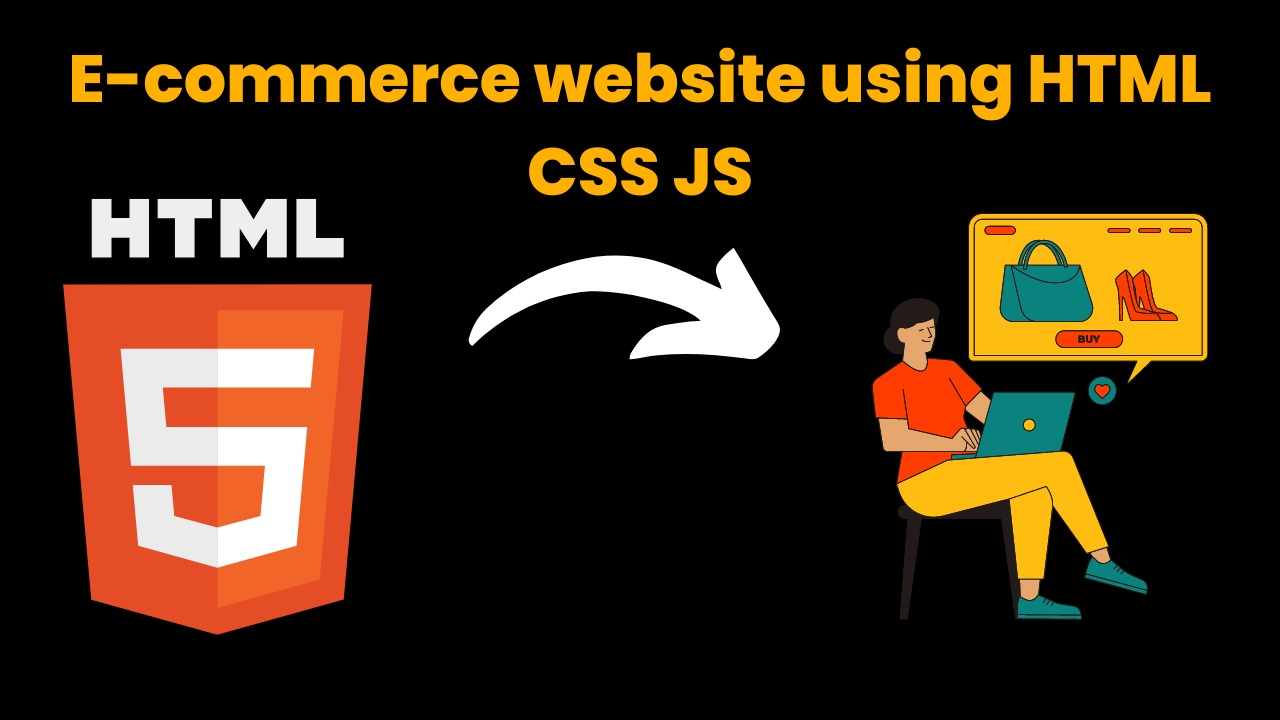 E-commerce website using HTML
CSS JS
HTML
5
BUY